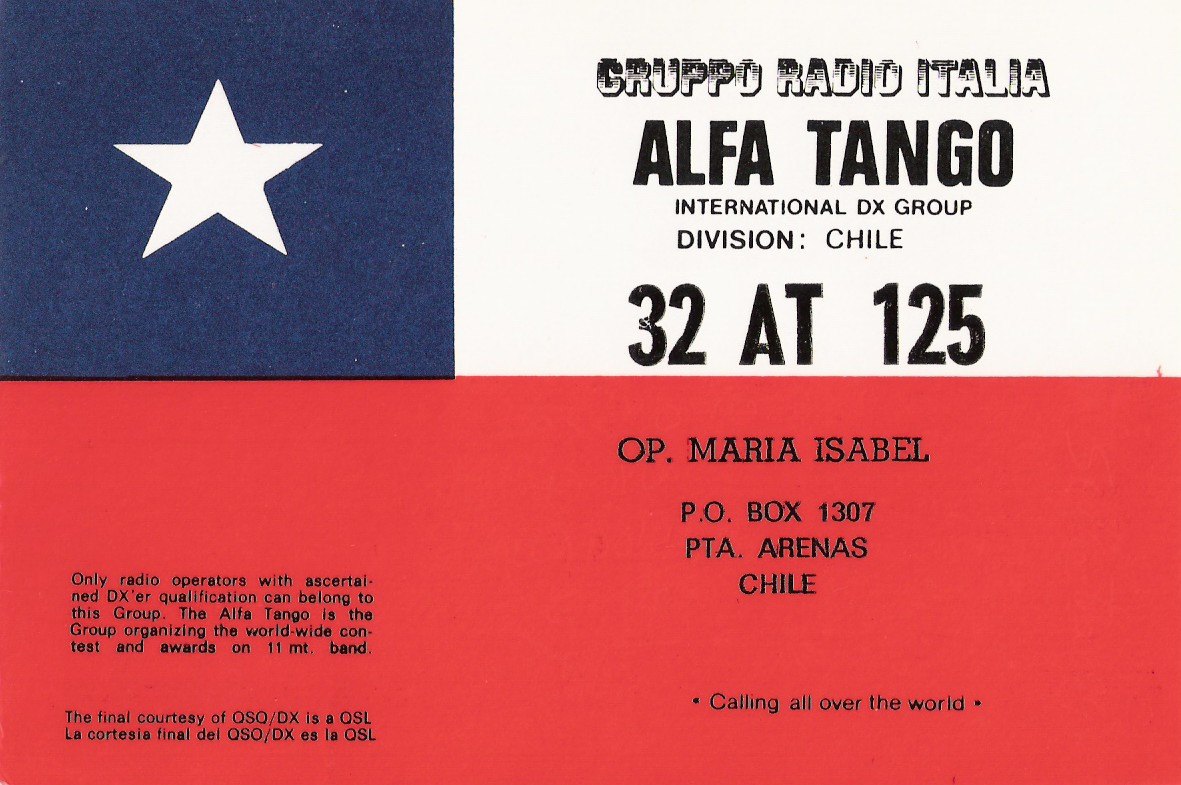 GRUPPO RADIO ITALIA
ALFA TANGO
INTERNATIONAL DX GROUP
DIVISION: CHILE
32 AT 125
OP. MARIA ISABEL
P.O. BOX 1307
PTA. ARENAS
CHILE
Only radio operators with ascertai-
ned DX'er qualification can belong to
this Group. The Alfa Tango is the
Group organizing the world-wide con-
test and awards on 11 mt. band.
• Calling all over the world •
The final courtesy of QSO/DX is a QSL
La cortesia final del QSO/DX es la QSL